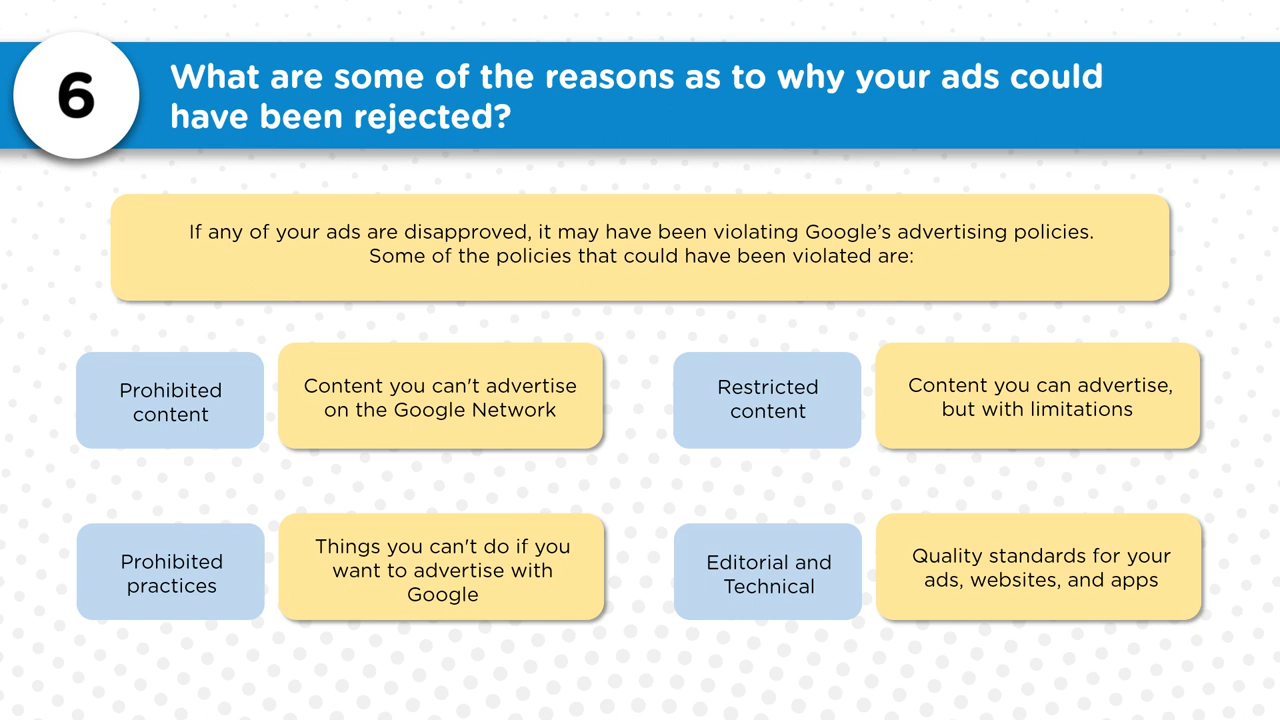 6
What are some of the reasons as to why your ads could
have been rejected?
If any of your ads are disapproved, it may have been violating Google’s advertising policies.
Some of the policies that could have been violated are:
Prohibited
content
Content you can't advertise
on the Google Network
Restricted
content
Content you can advertise,
but with limitations
Prohibited
practices
Things you can't do if you
want to advertise with
Google
Editorial and
Technical
Quality standards for your
ads, websites, and apps